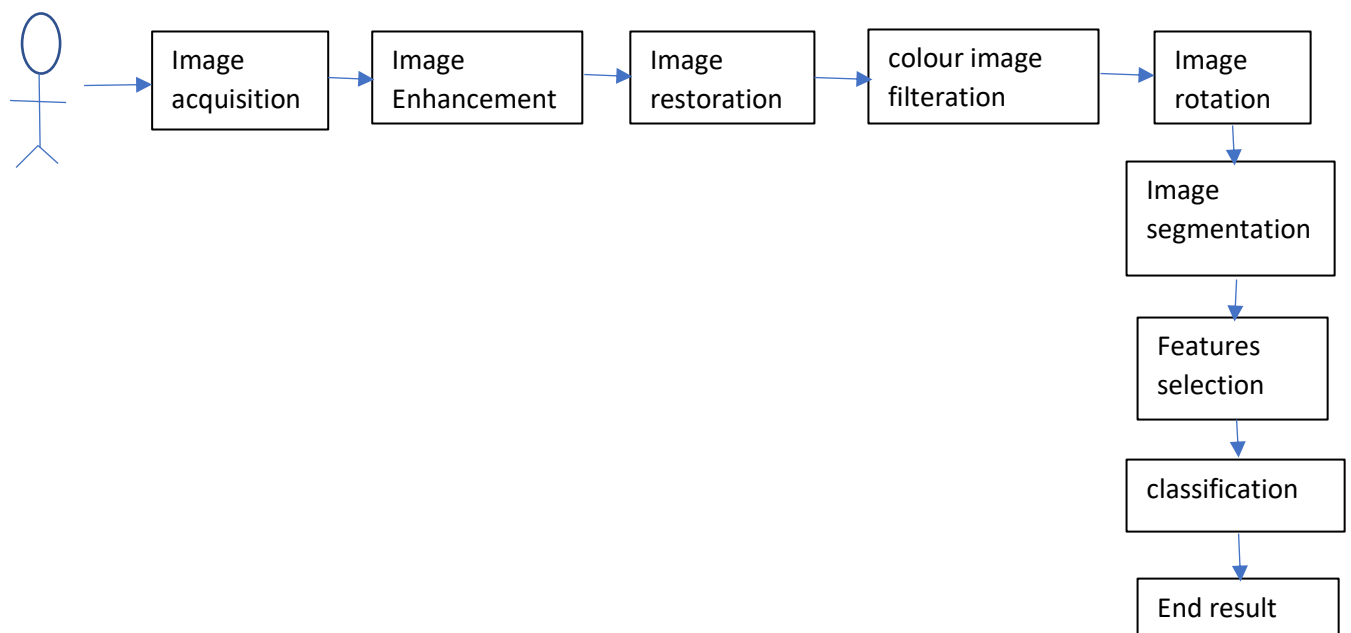 Image
acquisition
Image
Enhancement
Image
restoration
colour image
filteration
Image
rotation
Image
segmentation
Features
selection
classification
End result